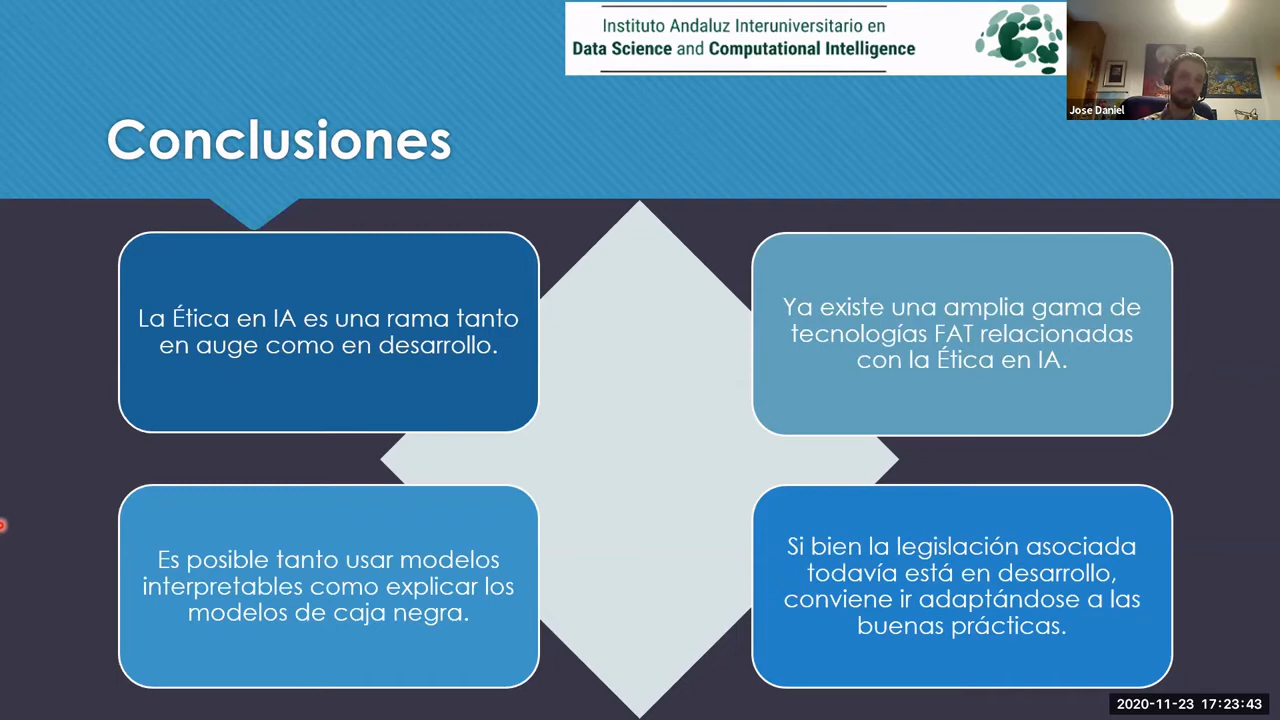 Instituto Andaluz Interuniversitario en
Data Science and Computational Intelligence
Jose Daniel
Conclusiones
La Ética en IA es una rama tanto
en auge como en desarrollo.
Ya existe una amplia gama de
tecnologías FAT relacionadas
con la Ética en IA.
Es posible tanto usar modelos
interpretables como explicar los
modelos de caja negra.
Si bien la legislación asociada
todavía está en desarrollo,
conviene ir adaptándose a las
buenas prácticas.
2020-11-23 17:23:43